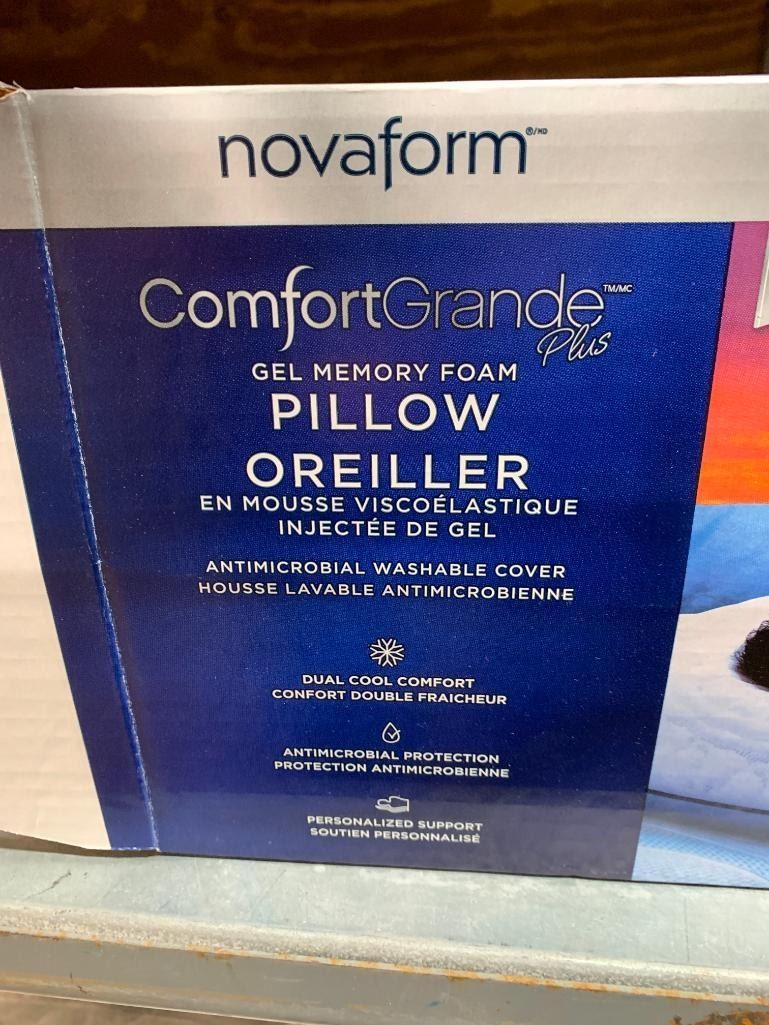 novaform®/MD
ComfortGrande™/MC
Plus
GEL MEMORY FOAM
PILLOW
OREILLER
EN MOUSSE VISCOÉLASTIQUE
INJECTÉE DE GEL
ANTIMICROBIAL WASHABLE COVER
HOUSSE LAVABLE ANTIMICROBIENNE
DUAL COOL COMFORT
CONFORT DOUBLE FRAICHEUR
ANTIMICROBIAL PROTECTION
PROTECTION ANTIMICROBIENNE
PERSONALIZED SUPPORT
SOUTIEN PERSONNALISÉ